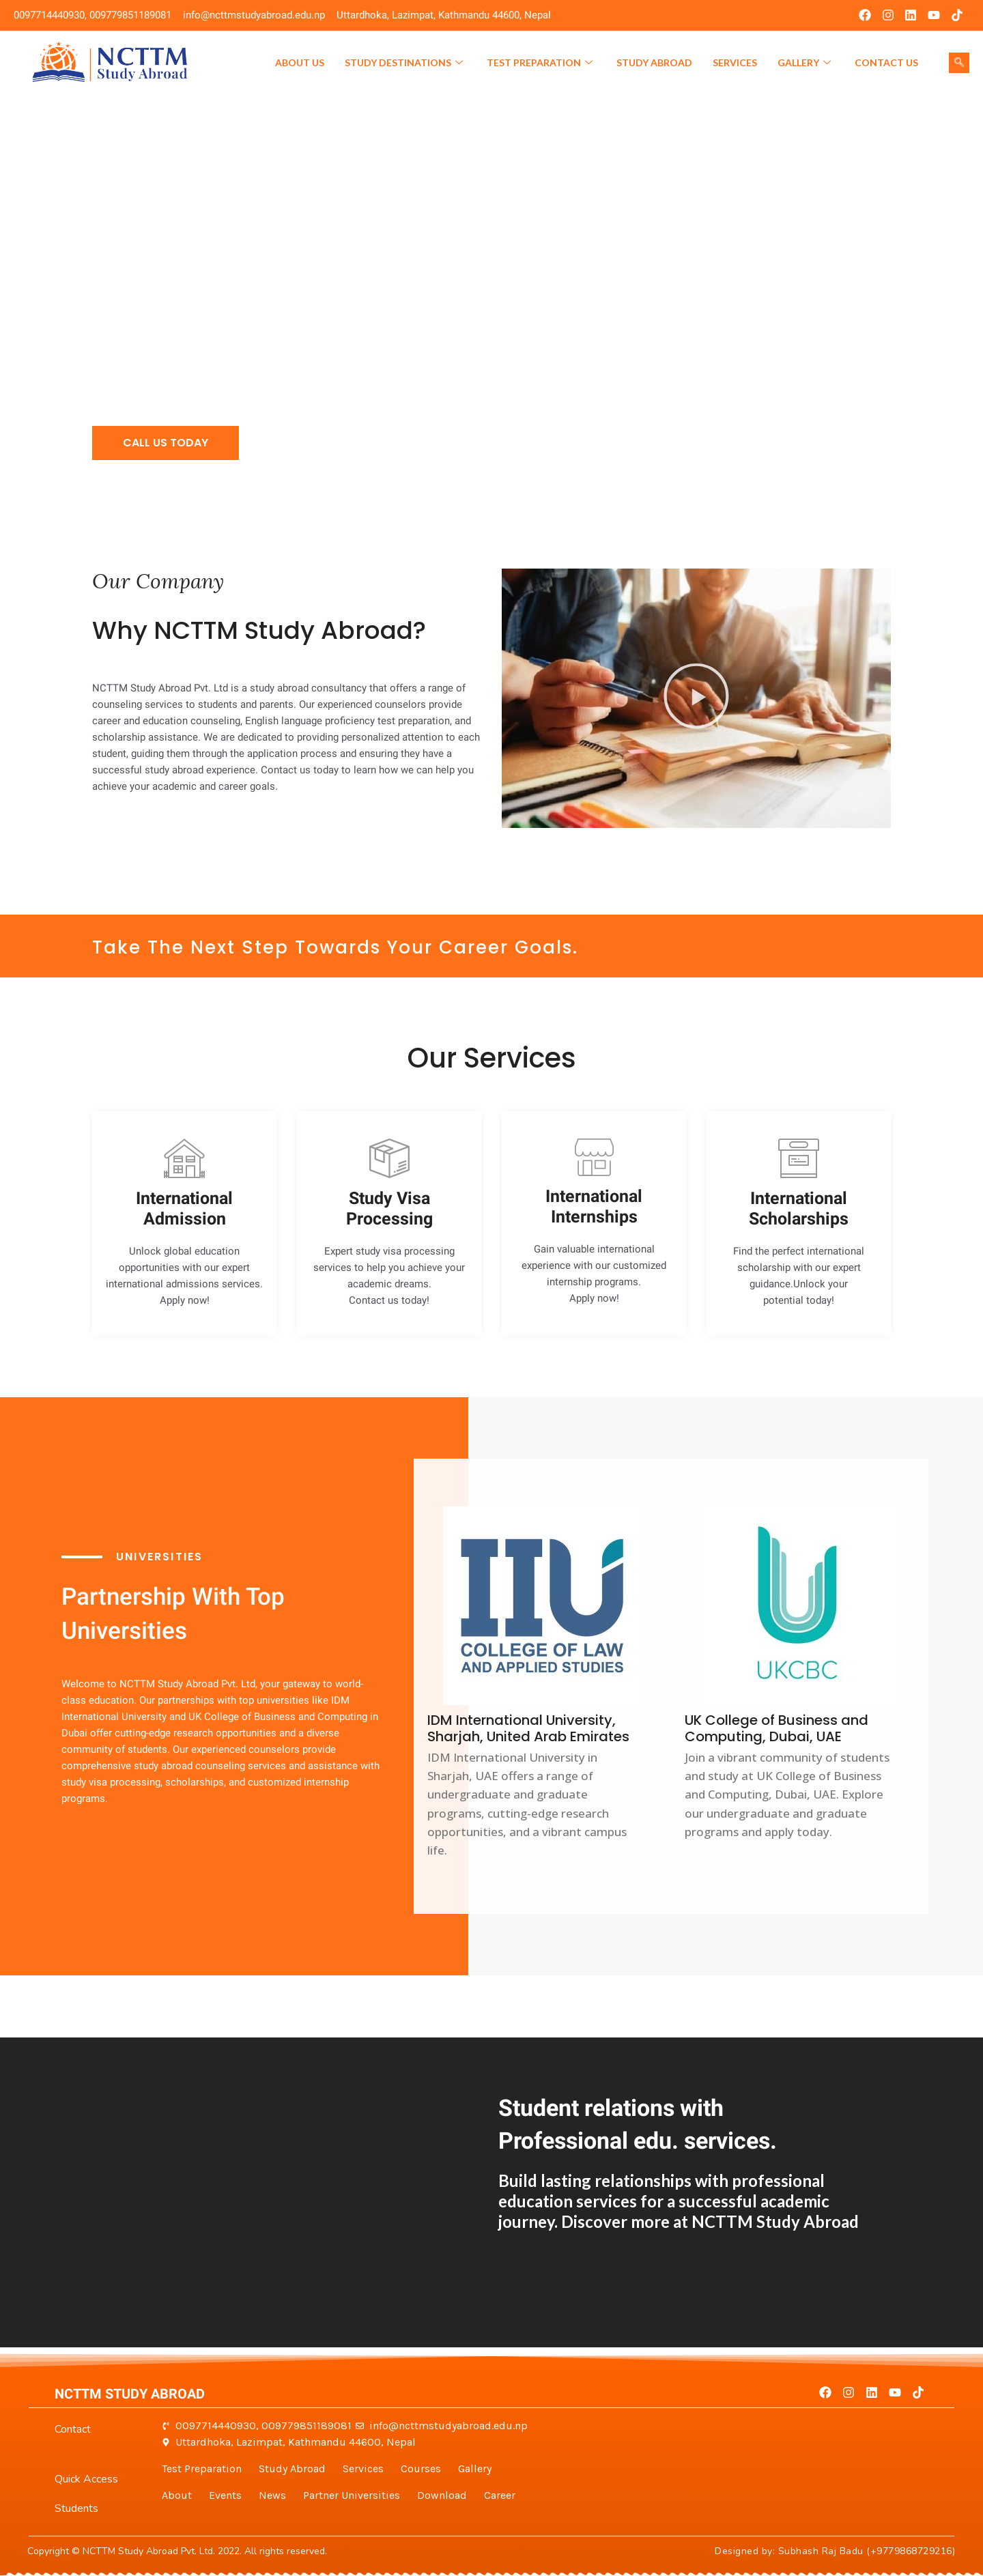 0097714440930, 009779851189081 info@ncttmstudyabroad.edu.np Uttardhoka, Lazimpat, Kathmandu 44600, Nepal
NCTTM
Study Abroad
ABOUT US STUDY DESTINATIONS TEST PREPARATION STUDY ABROAD SERVICES GALLERY CONTACT US
CALL US TODAY
Our Company
Why NCTTM Study Abroad?
NCTTM Study Abroad Pvt. Ltd is a study abroad consultancy that offers a range of
counseling services to students and parents. Our experienced counselors provide
career and education counseling, English language proficiency test preparation, and
scholarship assistance. We are dedicated to providing personalized attention to each
student, guiding them through the application process and ensuring they have a
successful study abroad experience. Contact us today to learn how we can help you
achieve your academic and career goals.
Take The Next Step Towards Your Career Goals.
Our Services
International
Admission
Unlock global education
opportunities with our expert
international admissions services.
Apply now!
Study Visa
Processing
Expert study visa processing
services to help you achieve your
academic dreams.
Contact us today!
International
Internships
Gain valuable international
experience with our customized
internship programs.
Apply now!
International
Scholarships
Find the perfect international
scholarship with our expert
guidance.Unlock your
potential today!
UNIVERSITIES
Partnership With Top
Universities
Welcome to NCTTM Study Abroad Pvt. Ltd, your gateway to world-
class education. Our partnerships with top universities like IDM
International University and UK College of Business and Computing in
Dubai offer cutting-edge research opportunities and a diverse
community of students. Our experienced counselors provide
comprehensive study abroad counseling services and assistance with
study visa processing, scholarships, and customized internship
programs.
IIU
COLLEGE OF LAW
AND APPLIED STUDIES
IDM International University,
Sharjah, United Arab Emirates
IDM International University in
Sharjah, UAE offers a range of
undergraduate and graduate
programs, cutting-edge research
opportunities, and a vibrant campus
life.
UKCBC
UK College of Business and
Computing, Dubai, UAE
Join a vibrant community of students
and study at UK College of Business
and Computing, Dubai, UAE. Explore
our undergraduate and graduate
programs and apply today.
Student relations with
Professional edu. services.
Build lasting relationships with professional
education services for a successful academic
journey. Discover more at NCTTM Study Abroad
NCTTM STUDY ABROAD
Contact
0097714440930, 009779851189081 info@ncttmstudyabroad.edu.np
Uttardhoka, Lazimpat, Kathmandu 44600, Nepal
Quick Access
Test Preparation Study Abroad Services Courses Gallery
Students
About Events News Partner Universities Download Career
Copyright © NCTTM Study Abroad Pvt. Ltd. 2022. All rights reserved.
Designed by: Subhash Raj Badu (+9779868729216)